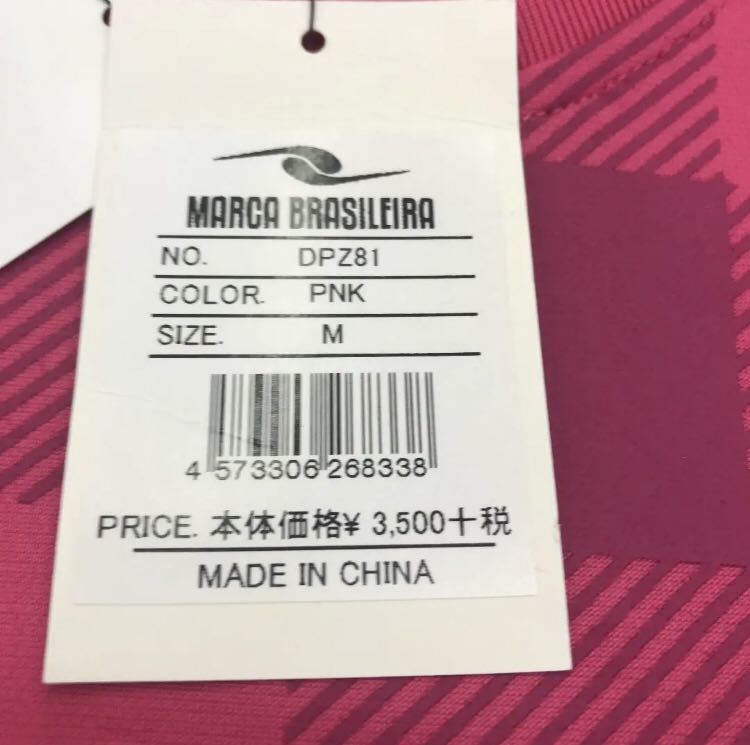 MARCA BRASILEIRA
NO. DPZ81
COLOR. PNK
SIZE. M
4 573306 268338
PRICE. 本体価格¥ 3,500十税
MADE IN CHINA